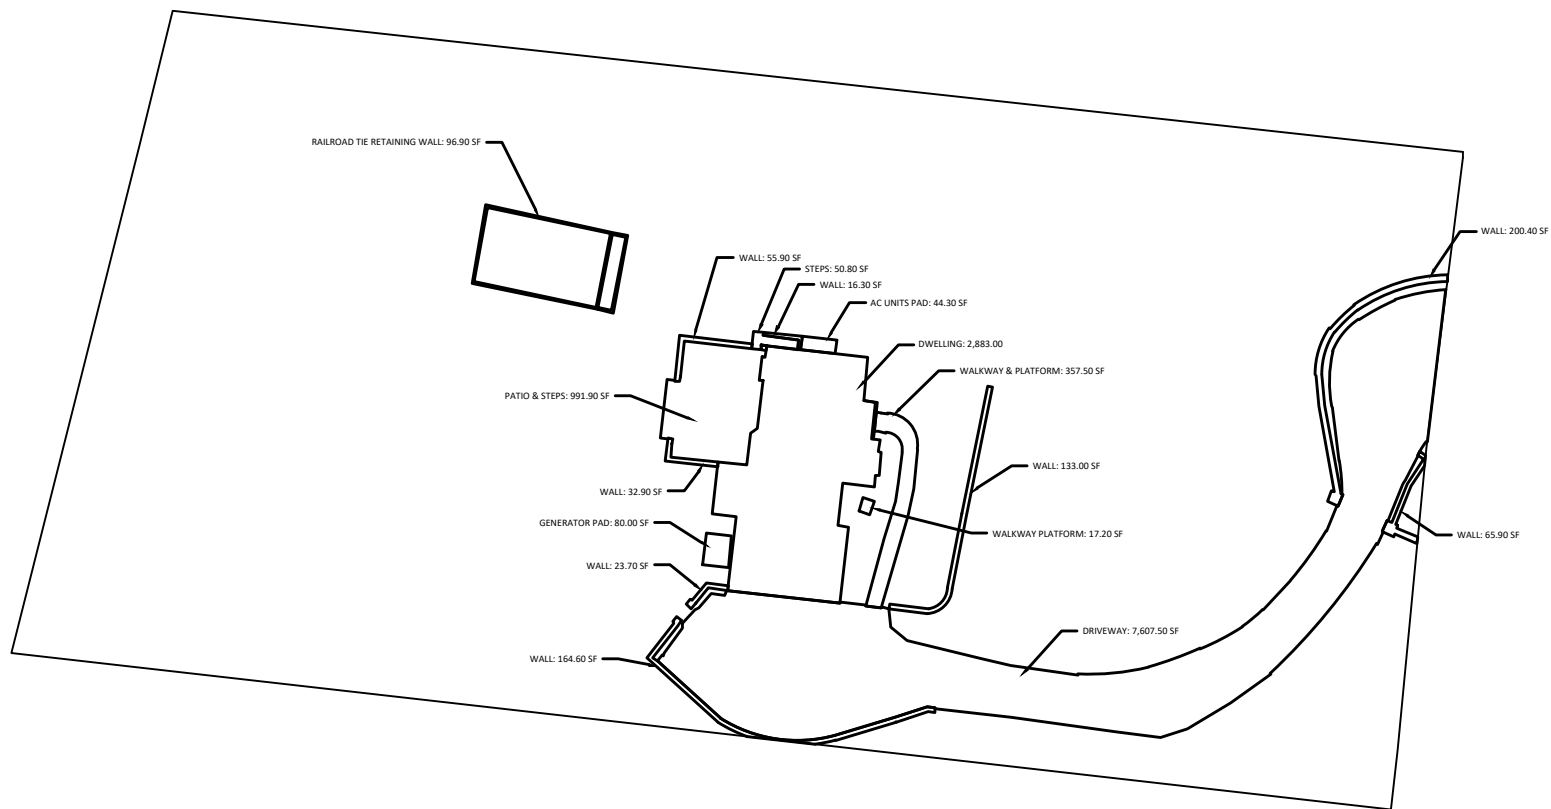 RAILROAD TIE RETAINING WALL: 96.90 SF
WALL: 200.40 SF
WALL: 55.90 SF
STEPS: 50.80 SF
WALL: 16.30 SF
AC UNITS PAD: 44.30 SF
DWELLING: 2,883.00
WALKWAY & PLATFORM: 357.50 SF
PATIO & STEPS: 991.90 SF
WALL: 133.00 SF
WALL: 32.90 SF
GENERATOR PAD: 80.00 SF
WALKWAY PLATFORM: 17.20 SF
WALL: 65.90 SF
WALL: 23.70 SF
DRIVEWAY: 7,607.50 SF
WALL: 164.60 SF